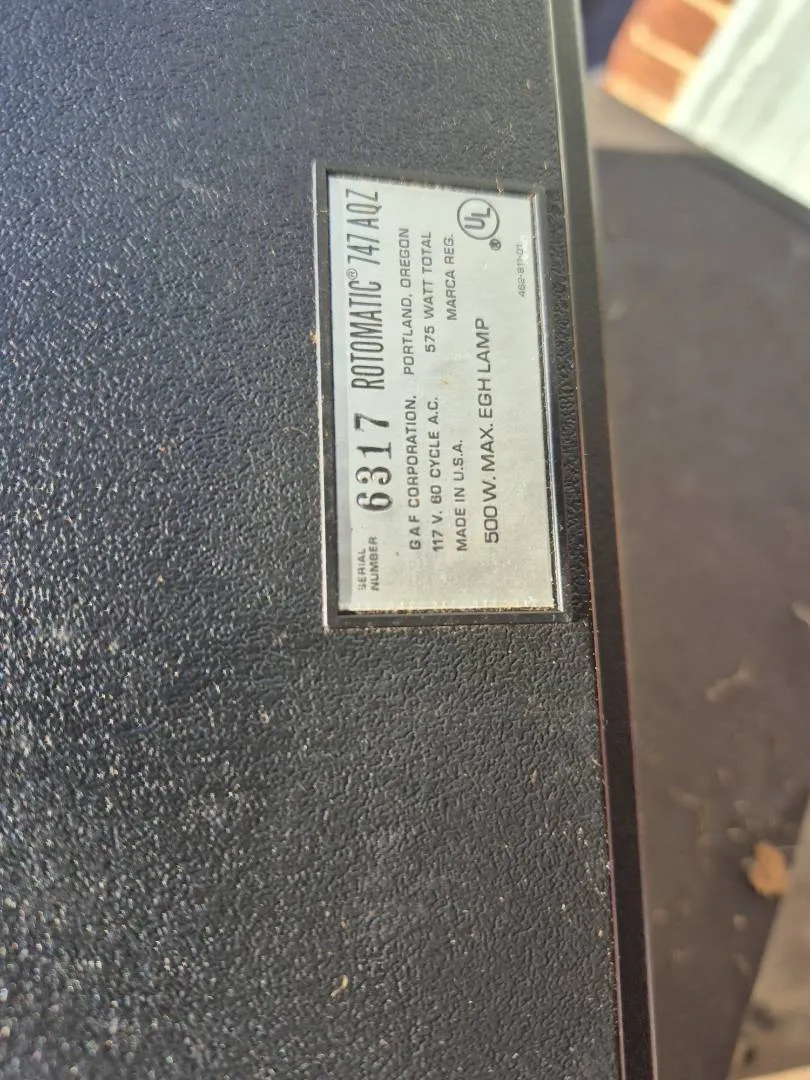 SERIAL
NUMBER
6317 ROTOMATIC® 747 AQZ
GAF CORPORATION, PORTLAND, OREGON
117 V. 60 CYCLE A.C. 575 WATT TOTAL
MADE IN U.S.A. MARCA REG.
500 W. MAX. EGH LAMP
UL ®